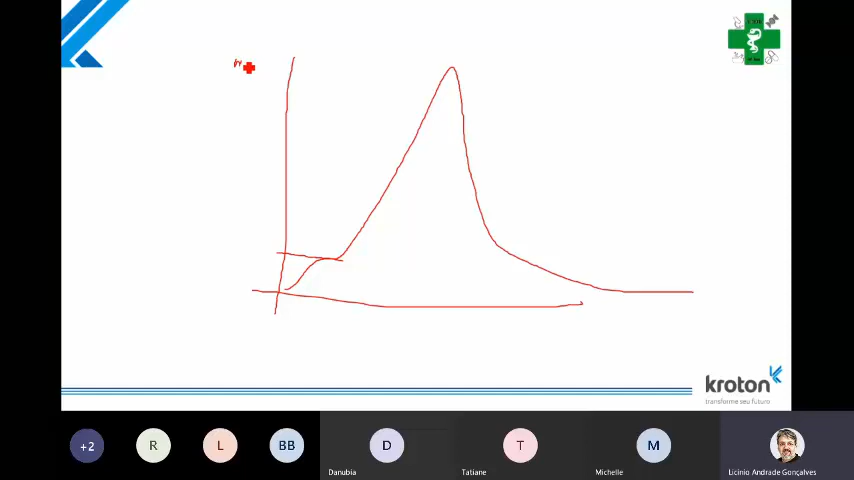 kroton
transforme seu futuro
+2
R
L
BB
D
T
M
Danubia
Tatiane
Michelle
Licinio Andrade Gonçalves